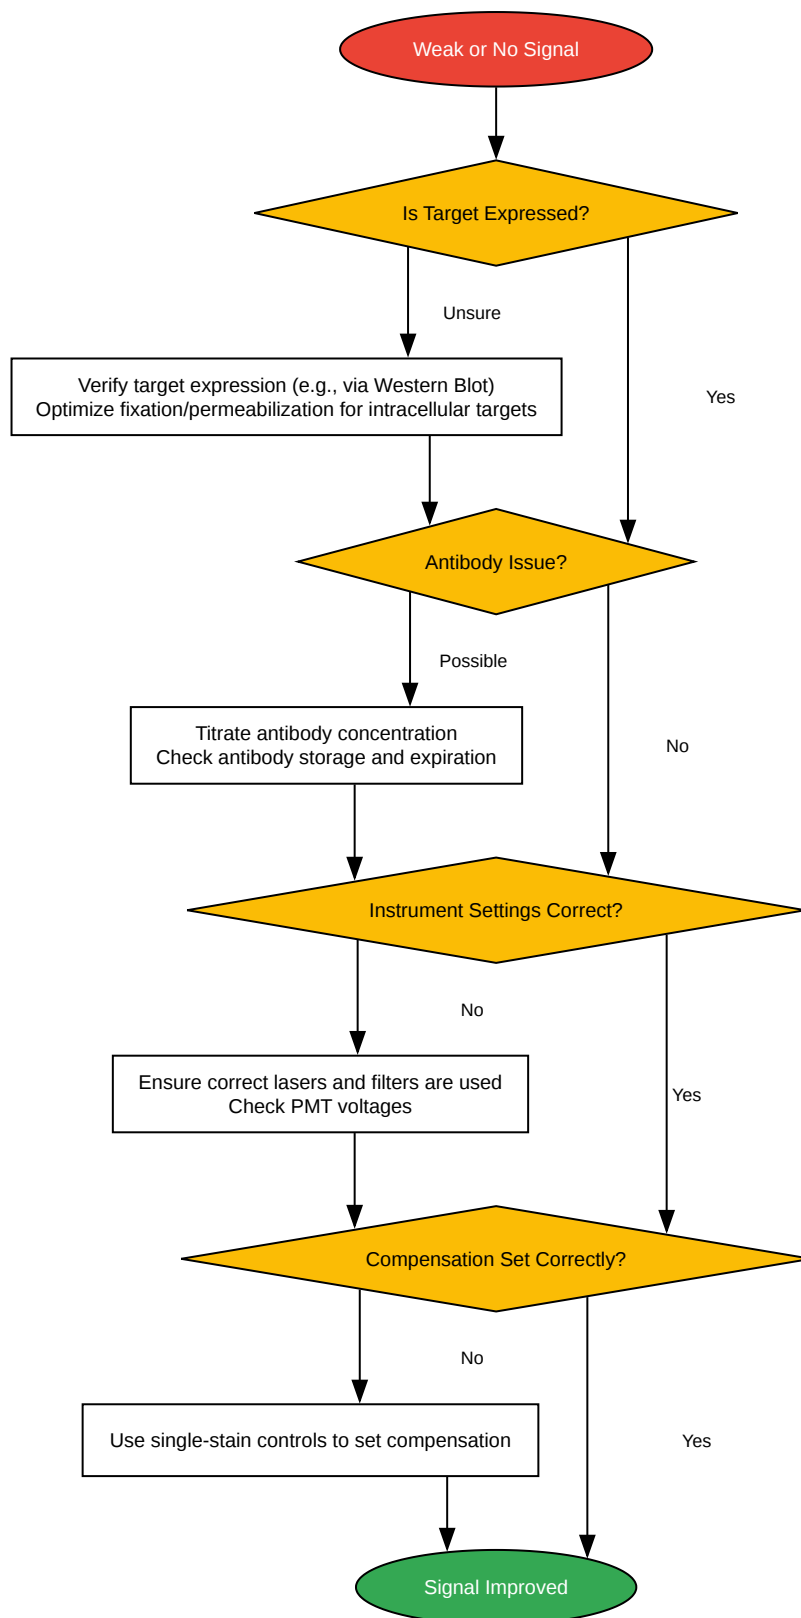 Weak or No Signal
Is Target Expressed?
Unsure
Verify target expression (e.g., via Western Blot)
Optimize fixation/permeabilization for intracellular targets
Yes
Antibody Issue?
Possible
Titrate antibody concentration
Check antibody storage and expiration
No
Instrument Settings Correct?
No
Ensure correct lasers and filters are used
Check PMT voltages
Yes
Compensation Set Correctly?
No
Use single-stain controls to set compensation
Yes
Signal Improved